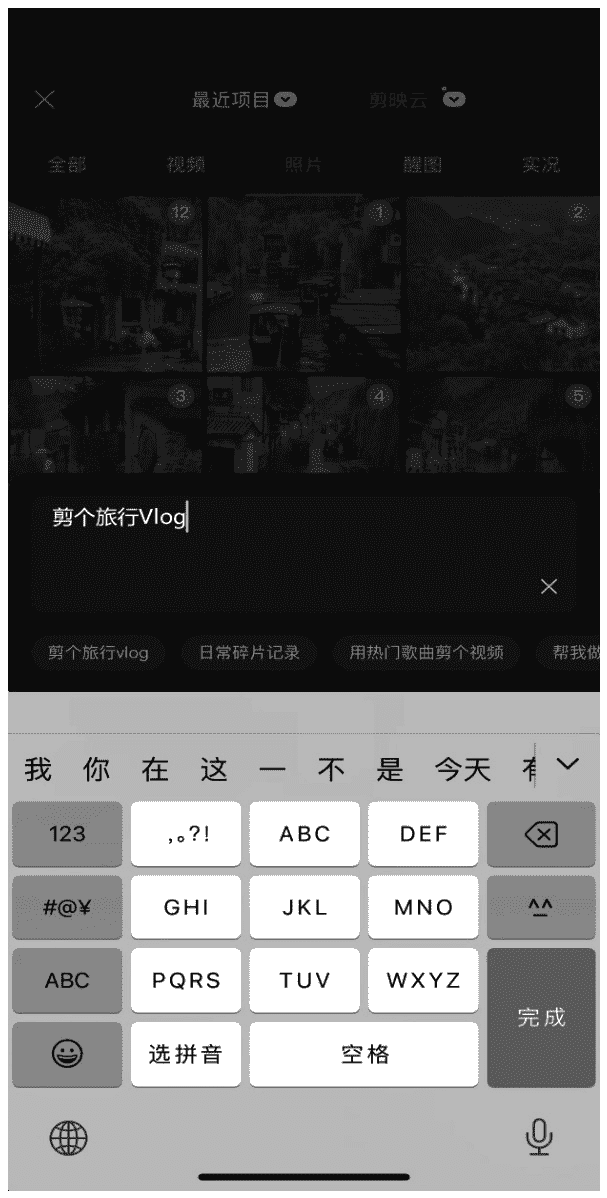 最近项目 剪映云
全部 视频 照片 醒图 实况
12 1 2
3 4 5
剪个旅行Vlog
剪个旅行vlog 日常碎片记录 用热门歌曲剪个视频 帮我做
我 你 在 这 一 不 是 今天
123 ,。?! ABC DEF
#@¥ GHI JKL MNO ^^
ABC PQRS TUV WXYZ 完成
选拼音 空格